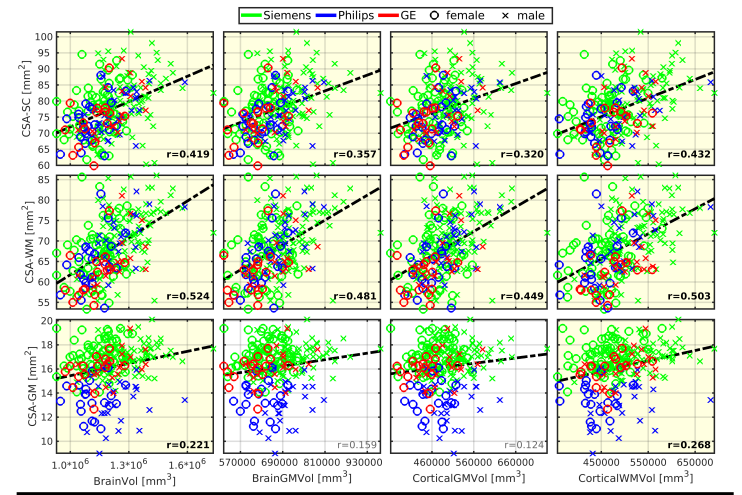 Siemens Philips GE female male
100
95
90
85
80
75
70
65
60
CSA-SC [mm²]
r=0.419 r=0.357 r=0.320 r=0.432
85
80
75
70
65
60
55
CSA-WM [mm²]
r=0.524 r=0.481 r=0.449 r=0.503
20
18
16
14
12
10
9
CSA-GM [mm²]
r=0.221 r=0.159 r=0.124 r=0.268
1.0*10⁶ 1.3*10⁶ 1.6*10⁶ 570000 690000 810000 930000 460000 560000 660000 450000 550000 650000
BrainVol [mm³] BrainGMVol [mm³] CorticalGMVol [mm³] CorticalWMVol [mm³]